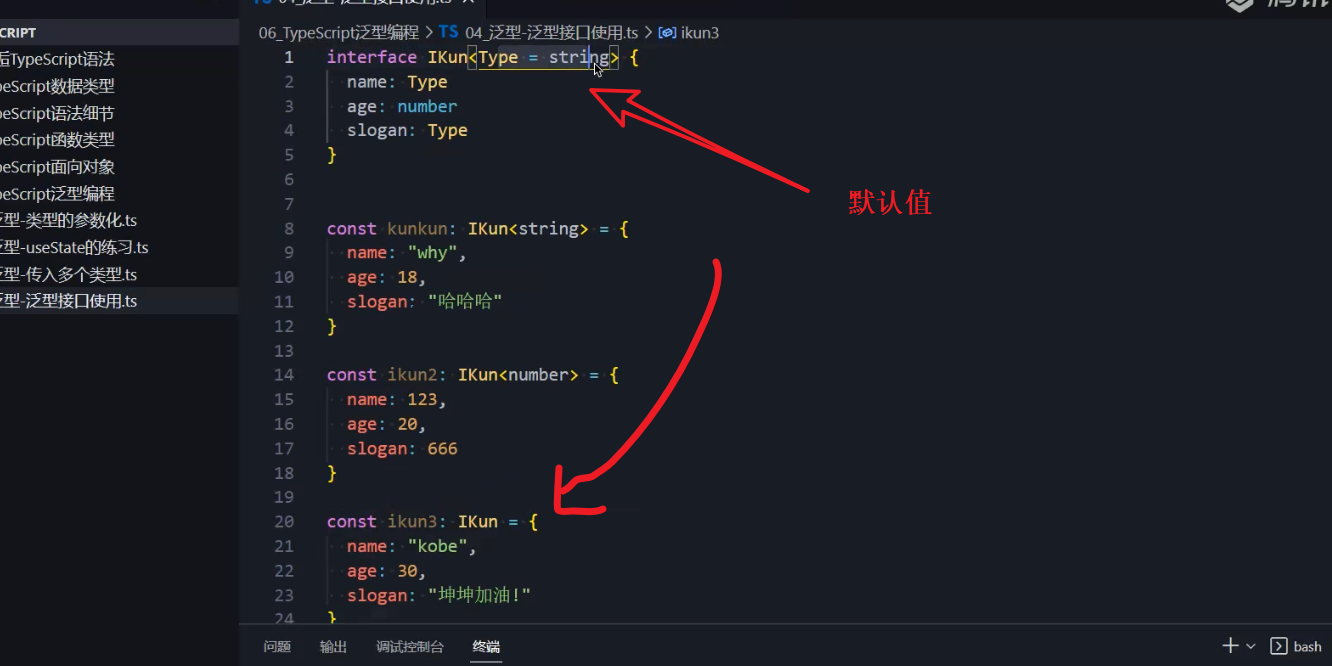 CRIPT
后TypeScript语法
peScript数据类型
peScript语法细节
peScript函数类型
peScript面向对象
peScript泛型编程
型-类型的参数化.ts
型-useState的练习.ts
型-传入多个类型.ts
型-泛型接口使用.ts
06_TypeScript泛型编程 > TS 04_泛型-泛型接口使用.ts > ikun3
1 interface IKun<Type = string> {
2 name: Type
3 age: number
4 slogan: Type
5 }
6
7
默认值
8 const kunkun: IKun<string> = {
9 name: "why",
10 age: 18,
11 slogan: "哈哈哈"
12 }
13
14 const ikun2: IKun<number> = {
15 name: 123,
16 age: 20,
17 slogan: 666
18 }
19
20 const ikun3: IKun = {
21 name: "kobe",
22 age: 30,
23 slogan: "坤坤加油!"
24 }
问题 输出 调试控制台 终端
bash